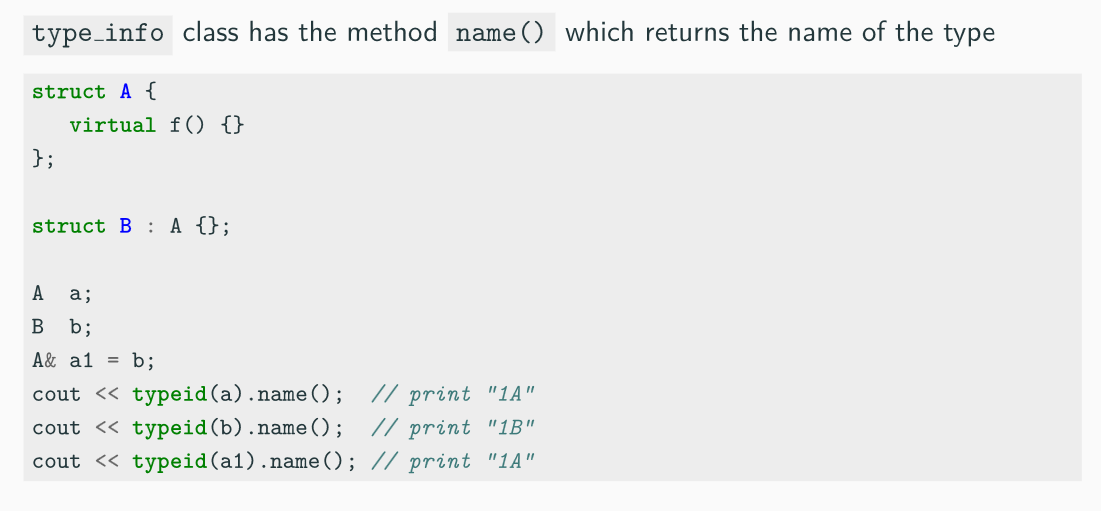 type_info class has the method name() which returns the name of the type
struct A {
   virtual f() {}
};
struct B : A {};
A  a;
B  b;
A& a1 = b;
cout << typeid(a).name();  // print "1A"
cout << typeid(b).name();  // print "1B"
cout << typeid(a1).name(); // print "1A"